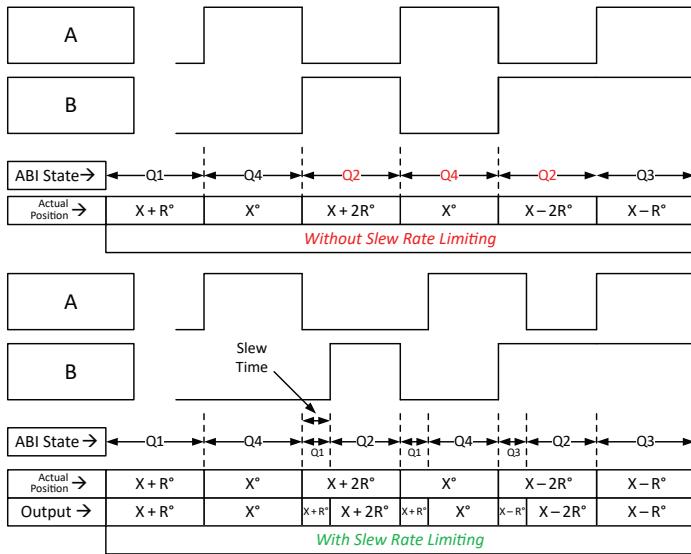 A
B
ABI State→ Q1 Q4 Q2 Q4 Q2 Q3
Actual Position → X + R° X° X + 2R° X° X – 2R° X – R°
Without Slew Rate Limiting
A
B
Slew
Time
ABI State→ Q1 Q4 Q1 Q2 Q1 Q4 Q3 Q2 Q3
Actual Position → X + R° X° X + 2R° X° X – 2R° X – R°
Output → X + R° X° X + R° X + 2R° X + R° X° X – R° X – 2R° X – R°
With Slew Rate Limiting